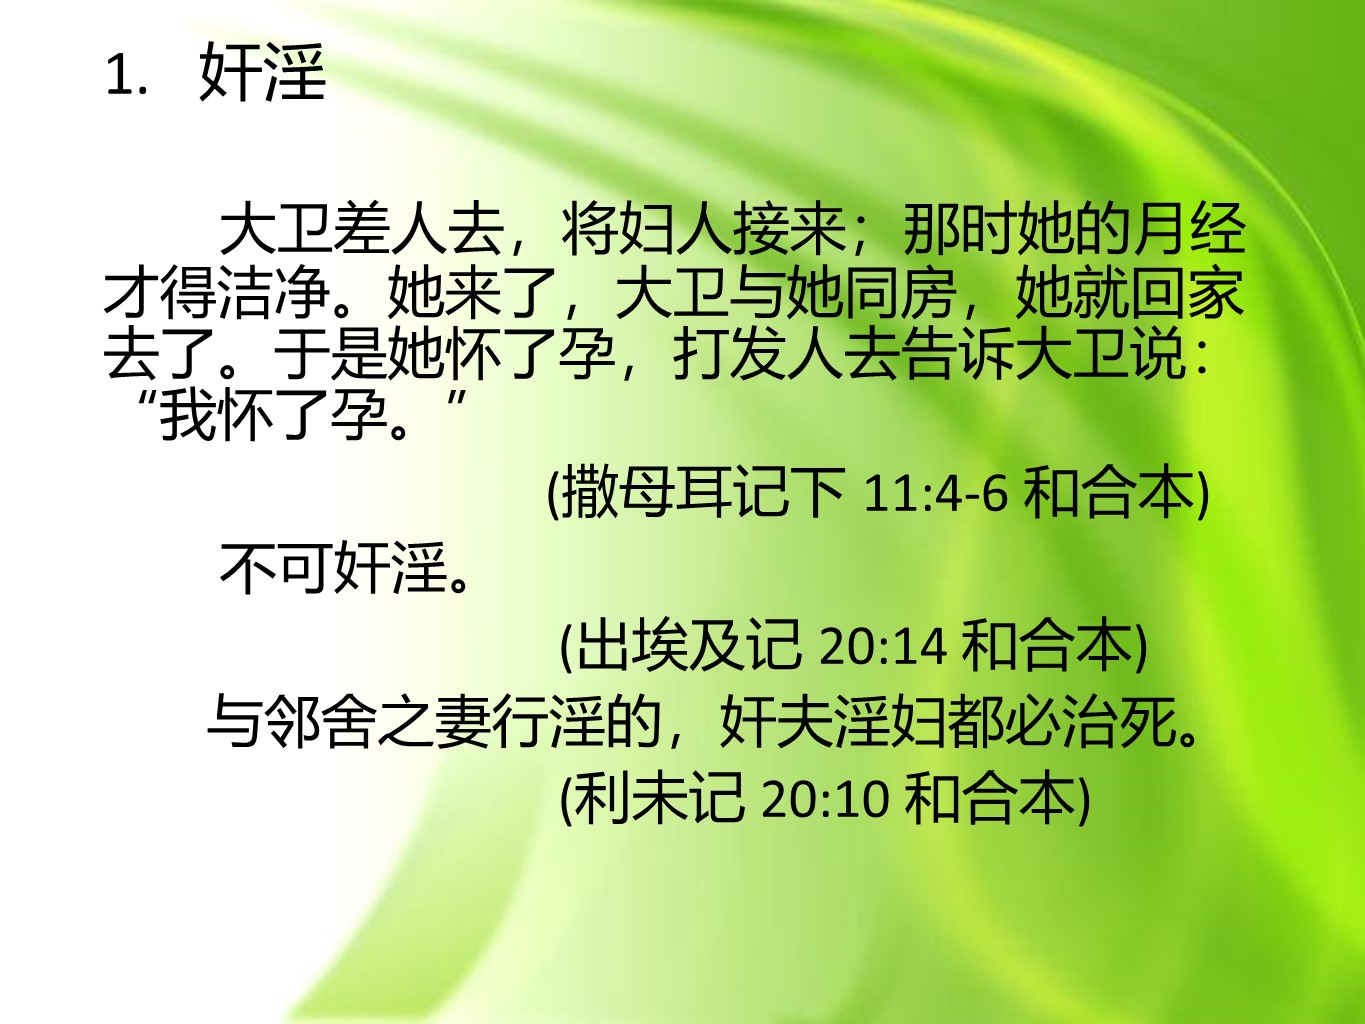 1. 奸淫
大卫差人去，将妇人接来；那时她的月经
才得洁净。她来了，大卫与她同房，她就回家
去了。于是她怀了孕，打发人去告诉大卫说：
“我怀了孕。”
(撒母耳记下 11:4-6 和合本)
不可奸淫。
(出埃及记 20:14 和合本)
与邻舍之妻行淫的，奸夫淫妇都必治死。
(利未记 20:10 和合本)